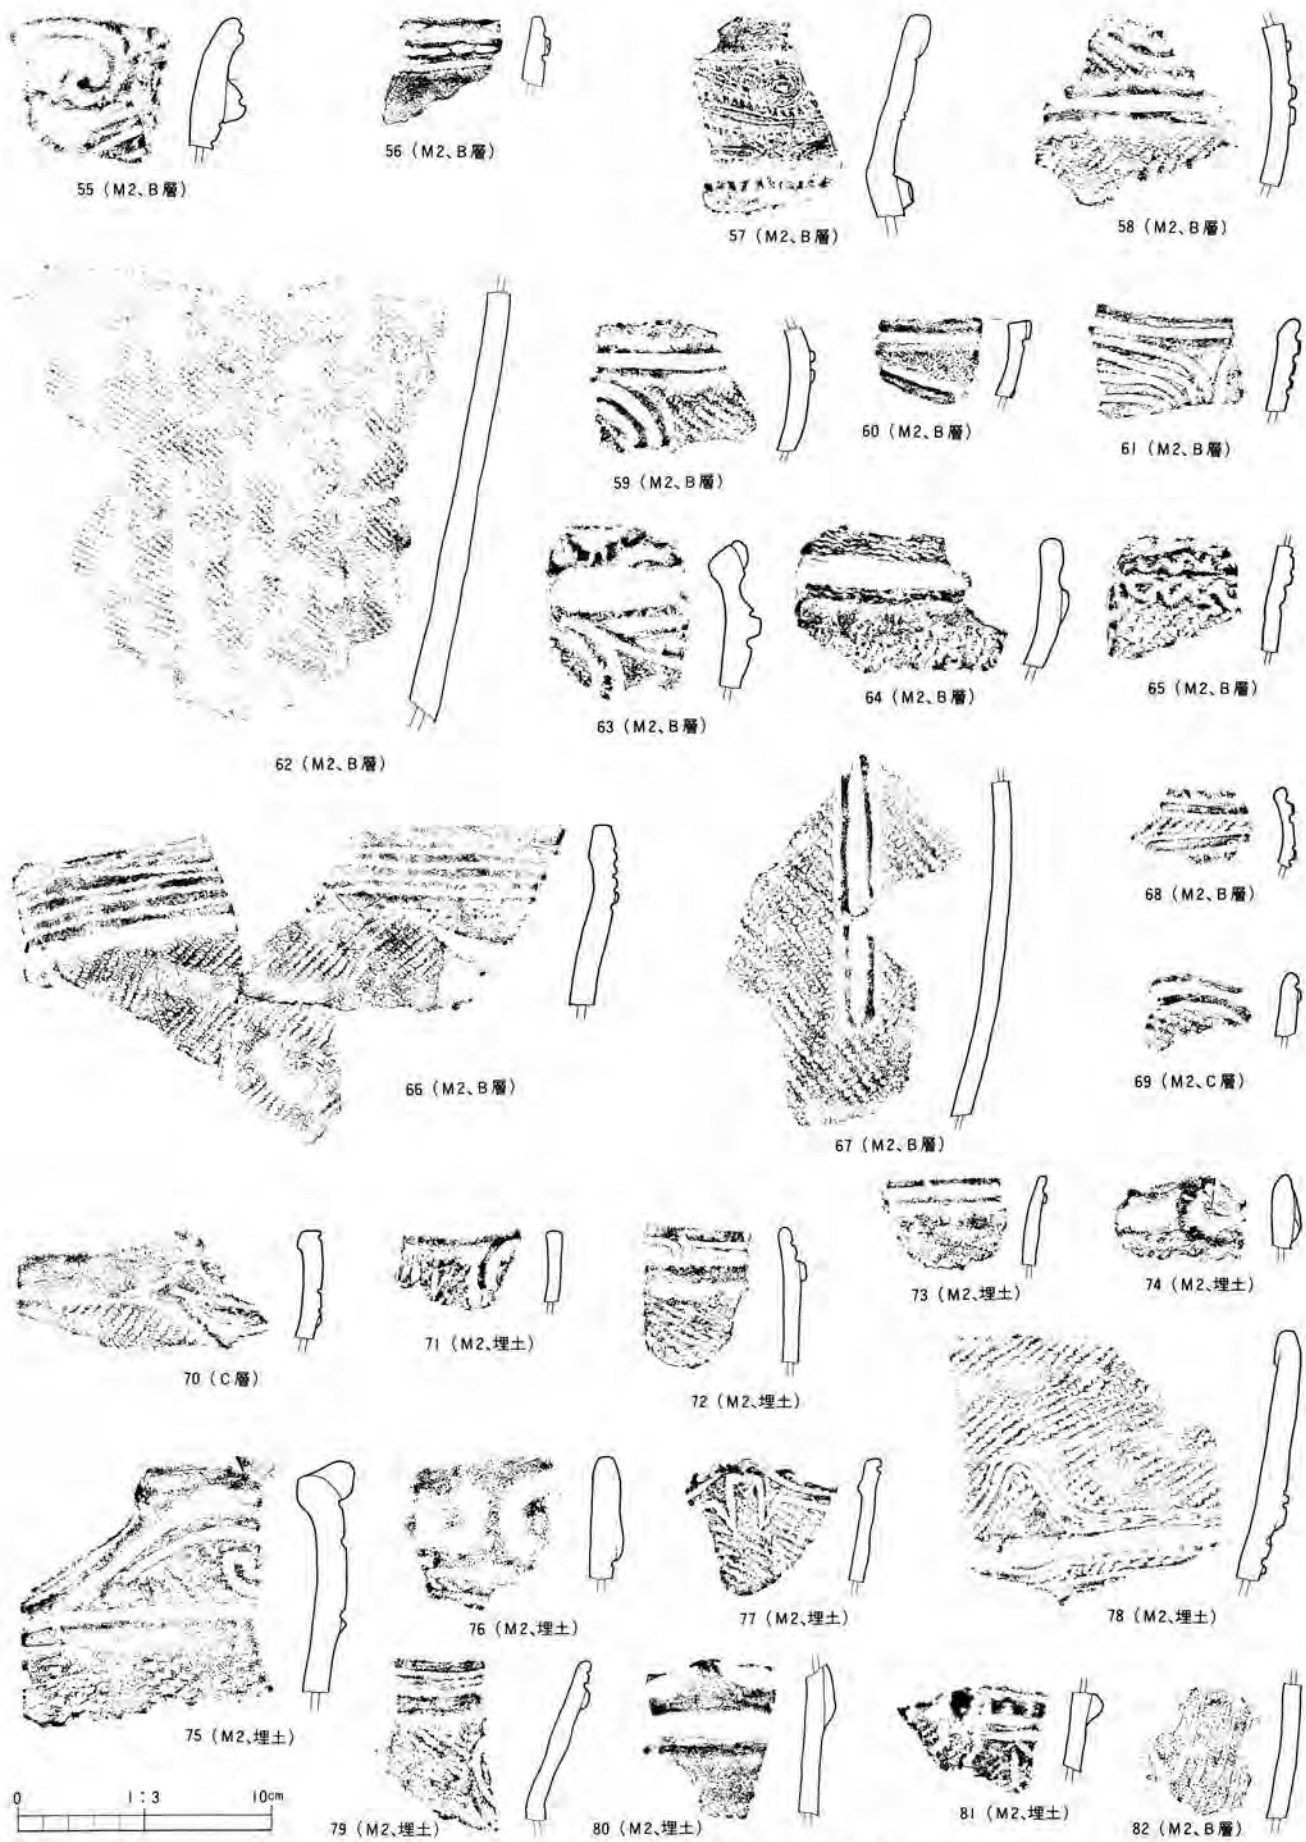 55 (M2、B層)
56 (M2、B層)
57 (M2、B層)
58 (M2、B層)
59 (M2、B層)
60 (M2、B層)
61 (M2、B層)
62 (M2、B層)
63 (M2、B層)
64 (M2、B層)
65 (M2、B層)
66 (M2、B層)
67 (M2、B層)
68 (M2、B層)
69 (M2、C層)
70 (C層)
71 (M2、埋土)
72 (M2、埋土)
73 (M2、埋土)
74 (M2、埋土)
75 (M2、埋土)
76 (M2、埋土)
77 (M2、埋土)
78 (M2、埋土)
79 (M2、埋土)
80 (M2、埋土)
81 (M2、埋土)
82 (M2、B層)
0 1:3 10cm